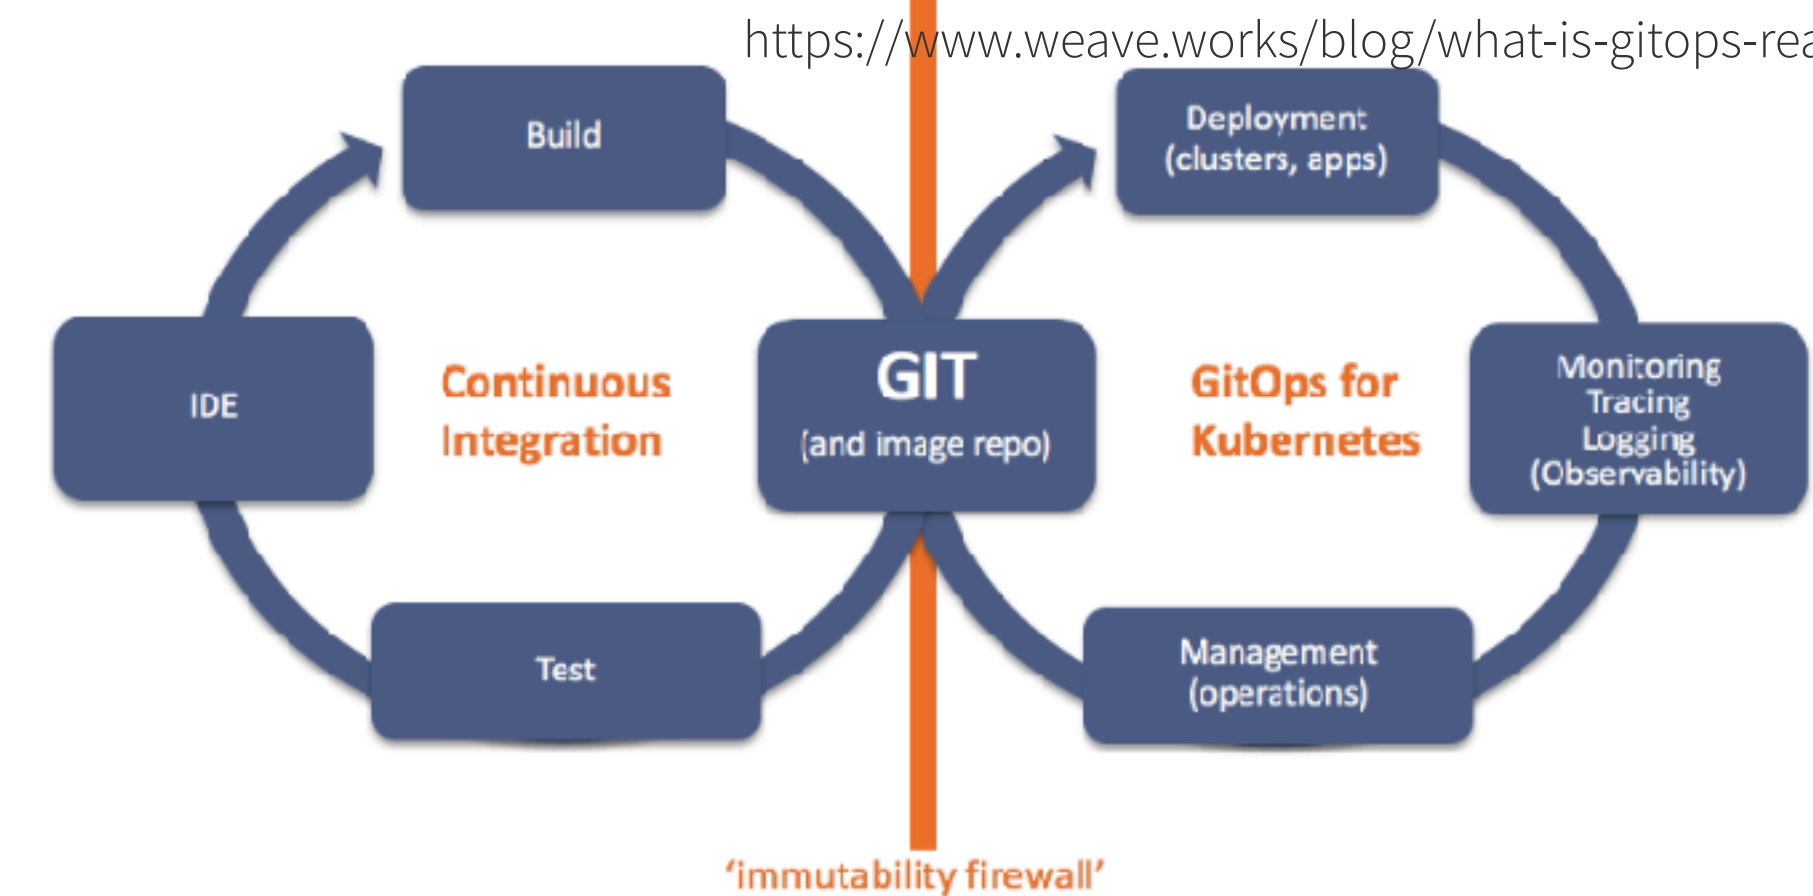 https://www.weave.works/blog/what-is-gitops-rea
Build
Deployment
(clusters, apps)
IDE
Continuous
Integration
GIT
(and image repo)
GitOps for
Kubernetes
Monitoring
Tracing
Logging
(Observability)
Test
Management
(operations)
‘immutability firewall’